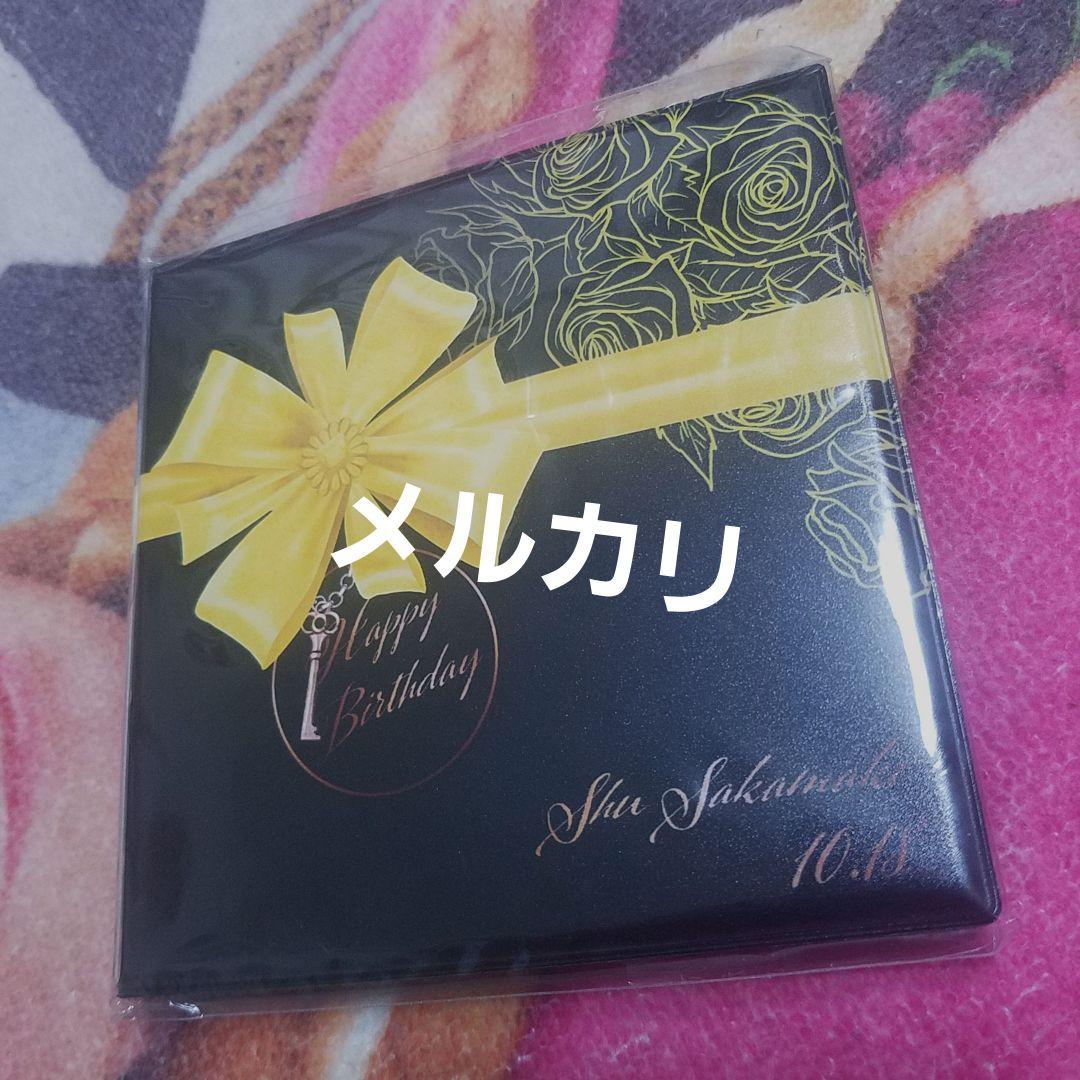 メルカリ
Happy
Birthday
Shu Sakamaki
10.18